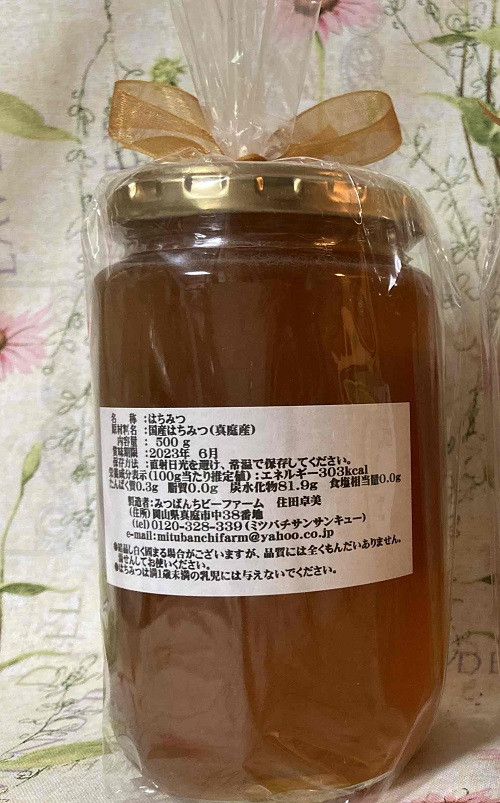 名　称　：はちみつ
原材料名：国産はちみつ（真庭産）
内容量：　500ｇ
賞味期限：2023年　6月
保存方法　：直射日光を避け、常温で保存してください。
栄養成分表示（100g当たり推定値）：エネルギー303kcal
たんぱく質0.3g　脂質0.0g　炭水化物81.9g　食塩相当量0.0g
製造者：みつばんちビーファーム　住田卓美
（住所）岡山県真庭市中38番地
（tel）0120-328-339（ミツバチサンサンキュー）
e-mail:mitubanchifarm@yahoo.co.jp
●結晶し白く固まる場合がございますが、品質には全くもんだいありません。
湯せんしてお使いください。
●はちみつは満1歳未満の乳児には与えないでください。